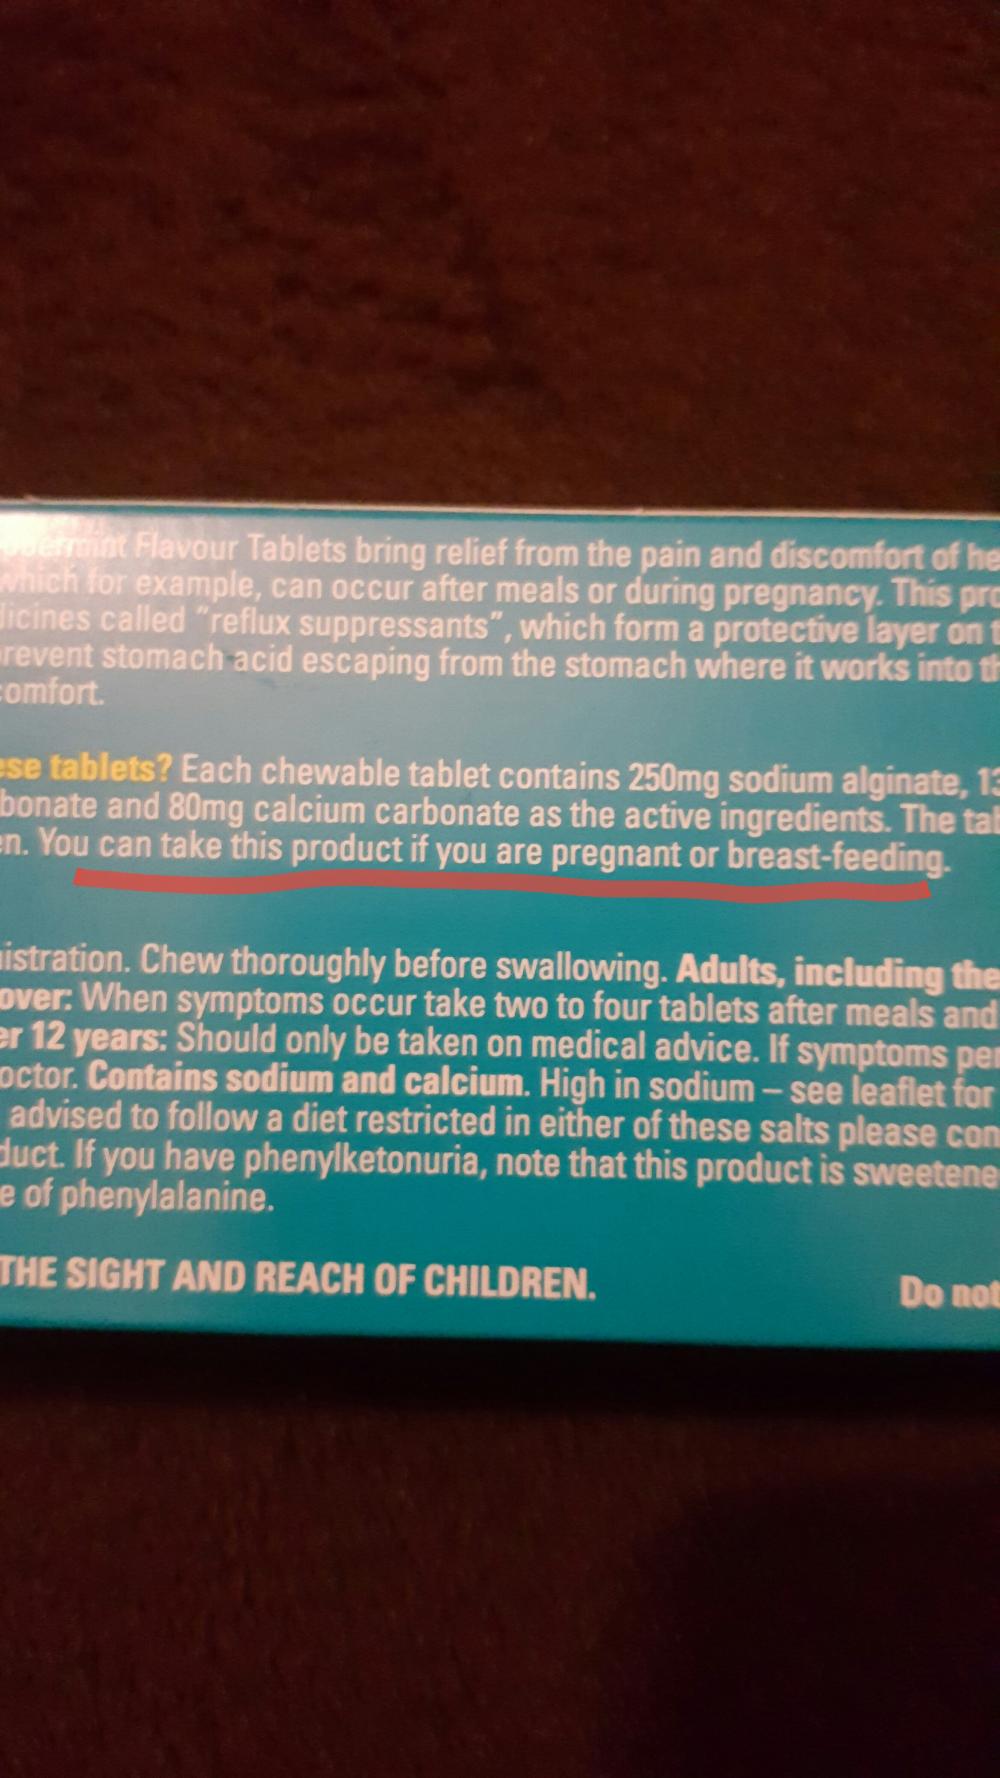 Flavour Tablets bring relief from the pain and discomfort of he
which for example, can occur after meals or during pregnancy. This pro
dicines called "reflux suppressants", which form a protective layer on t
prevent stomach acid escaping from the stomach where it works into th
comfort.
ese tablets? Each chewable tablet contains 250mg sodium alginate, 13
bonate and 80mg calcium carbonate as the active ingredients. The tal
en. You can take this product if you are pregnant or breast-feeding.
istration. Chew thoroughly before swallowing. Adults, including the
over: When symptoms occur take two to four tablets after meals and
er 12 years: Should only be taken on medical advice. If symptoms per
octor. Contains sodium and calcium. High in sodium – see leaflet for
advised to follow a diet restricted in either of these salts please con
duct. If you have phenylketonuria, note that this product is sweetene
e of phenylalanine.
THE SIGHT AND REACH OF CHILDREN.
Do not